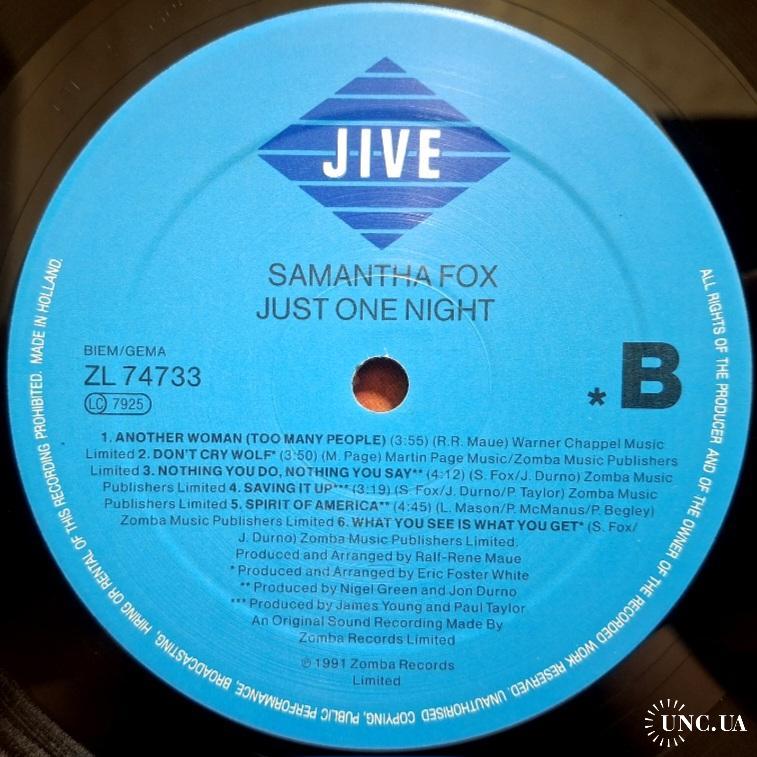 JIVE
SAMANTHA FOX
JUST ONE NIGHT
BIEM/GEMA
ZL 74733
LC 7925
* B
1. ANOTHER WOMAN (TOO MANY PEOPLE) (3:55) (R.R. Maue) Warner Chappel Music
Limited 2. DON'T CRY WOLF* (3:50) (M. Page) Martin Page Music/Zomba Music Publishers
Limited 3. NOTHING YOU DO, NOTHING YOU SAY** (4:12) (S. Fox/J. Durno) Zomba Music
Publishers Limited 4. SAVING IT UP*** (3:19) (S. Fox/J. Durno/P. Taylor) Zomba Music
Publishers Limited 5. SPIRIT OF AMERICA** (4:45) (L. Mason/P. McManus/P. Begley)
Zomba Music Publishers Limited 6. WHAT YOU SEE IS WHAT YOU GET* (S. Fox/
J. Durno) Zomba Music Publishers Limited.
Produced and Arranged by Ralf-Rene Maue
* Produced and Arranged by Eric Foster White
** Produced by Nigel Green and Jon Durno
*** Produced by James Young and Paul Taylor
An Original Sound Recording Made By
Zomba Records Limited
℗ 1991 Zomba Records
Limited
ALL RIGHTS OF THE PRODUCER AND OF THE OWNER OF THE RECORDED WORK RESERVED. UNAUTHORISED COPYING, PUBLIC PERFORMANCE, BROADCASTING, HIRING OR RENTAL OF THIS RECORDING PROHIBITED. MADE IN HOLLAND.
UNC.UA